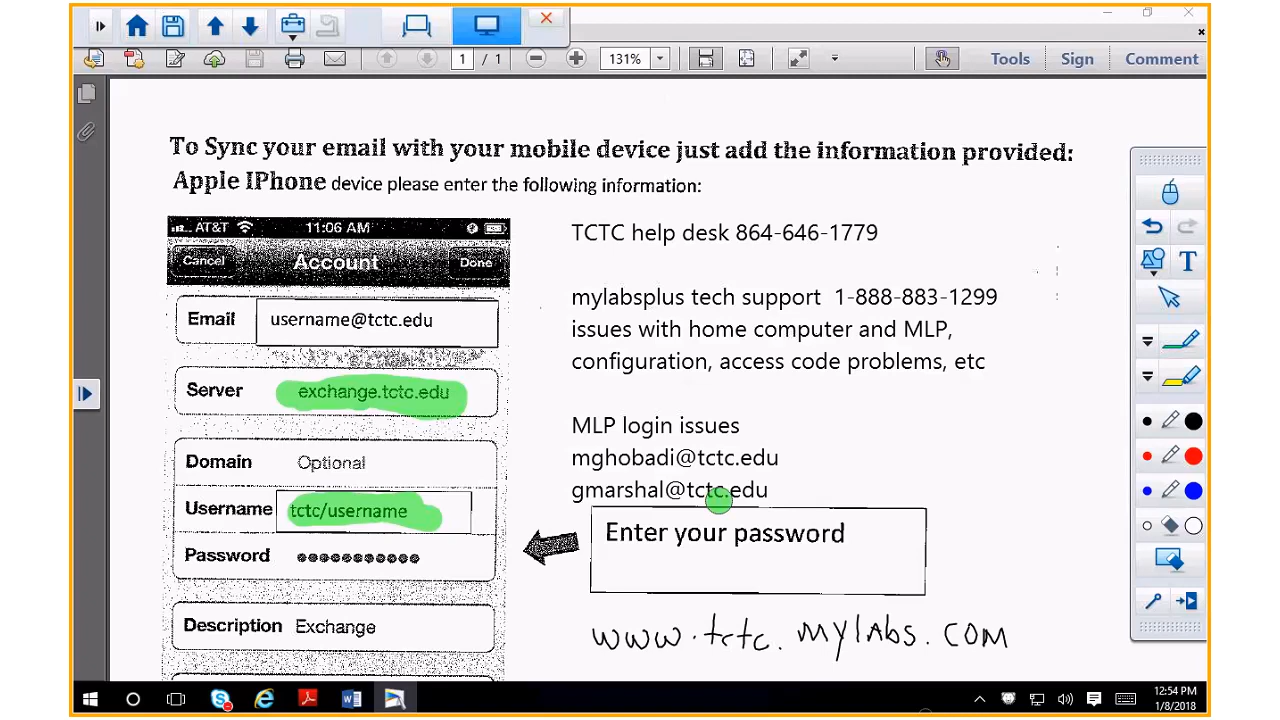 1 / 1
131%
Tools
Sign
Comment
To Sync your email with your mobile device just add the information provided:
Apple IPhone device please enter the following information:
AT&T
11:06 AM
Cancel
Account
Done
Email username@tctc.edu
Server exchange.tctc.edu
Domain Optional
Username tctc/username
Password
Description Exchange
TCTC help desk 864-646-1779
mylabsplus tech support 1-888-883-1299
issues with home computer and MLP,
configuration, access code problems, etc
MLP login issues
mghobadi@tctc.edu
gmarshal@tctc.edu
Enter your password
www.tctc.mylabs.com
12:54 PM
1/8/2018